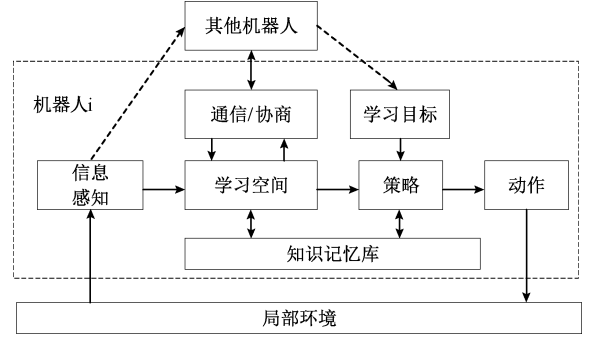 其他机器人
机器人i
通信/协商
学习目标
信息
感知
学习空间
策略
动作
知识记忆库
局部环境